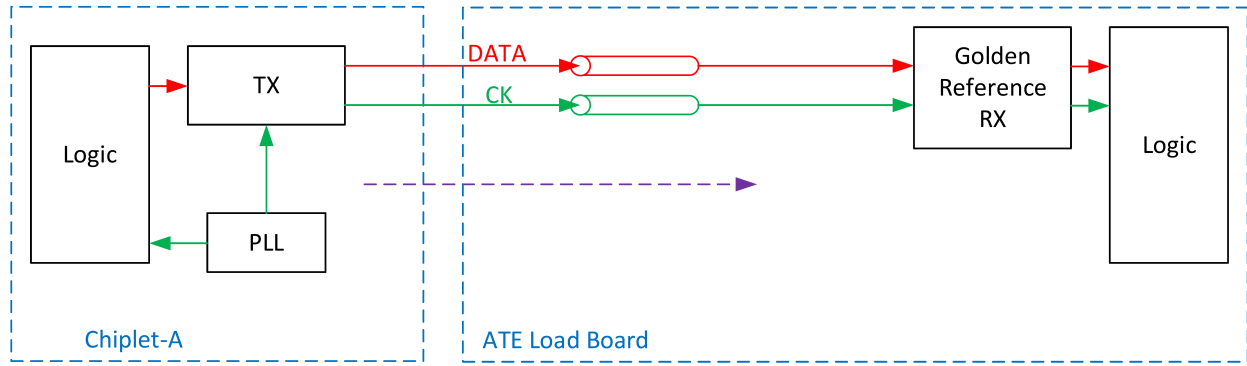 DATA
CK
Logic
TX
PLL
Chiplet-A
Golden
Reference
RX
Logic
ATE Load Board